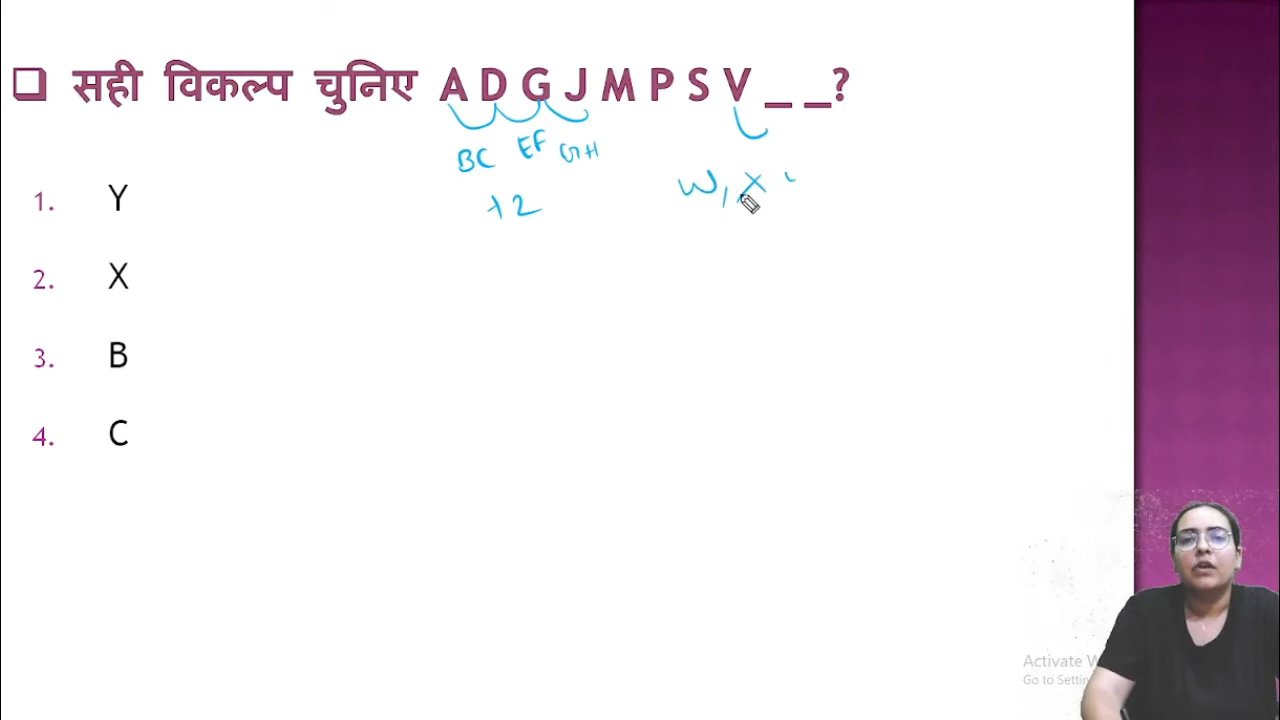 ❑ सही विकल्प चुनिए A D G J M P S V _ _?
BC EF GH
+2
W, X
1. Y
2. X
3. B
4. C
Activate W
Go to Settin